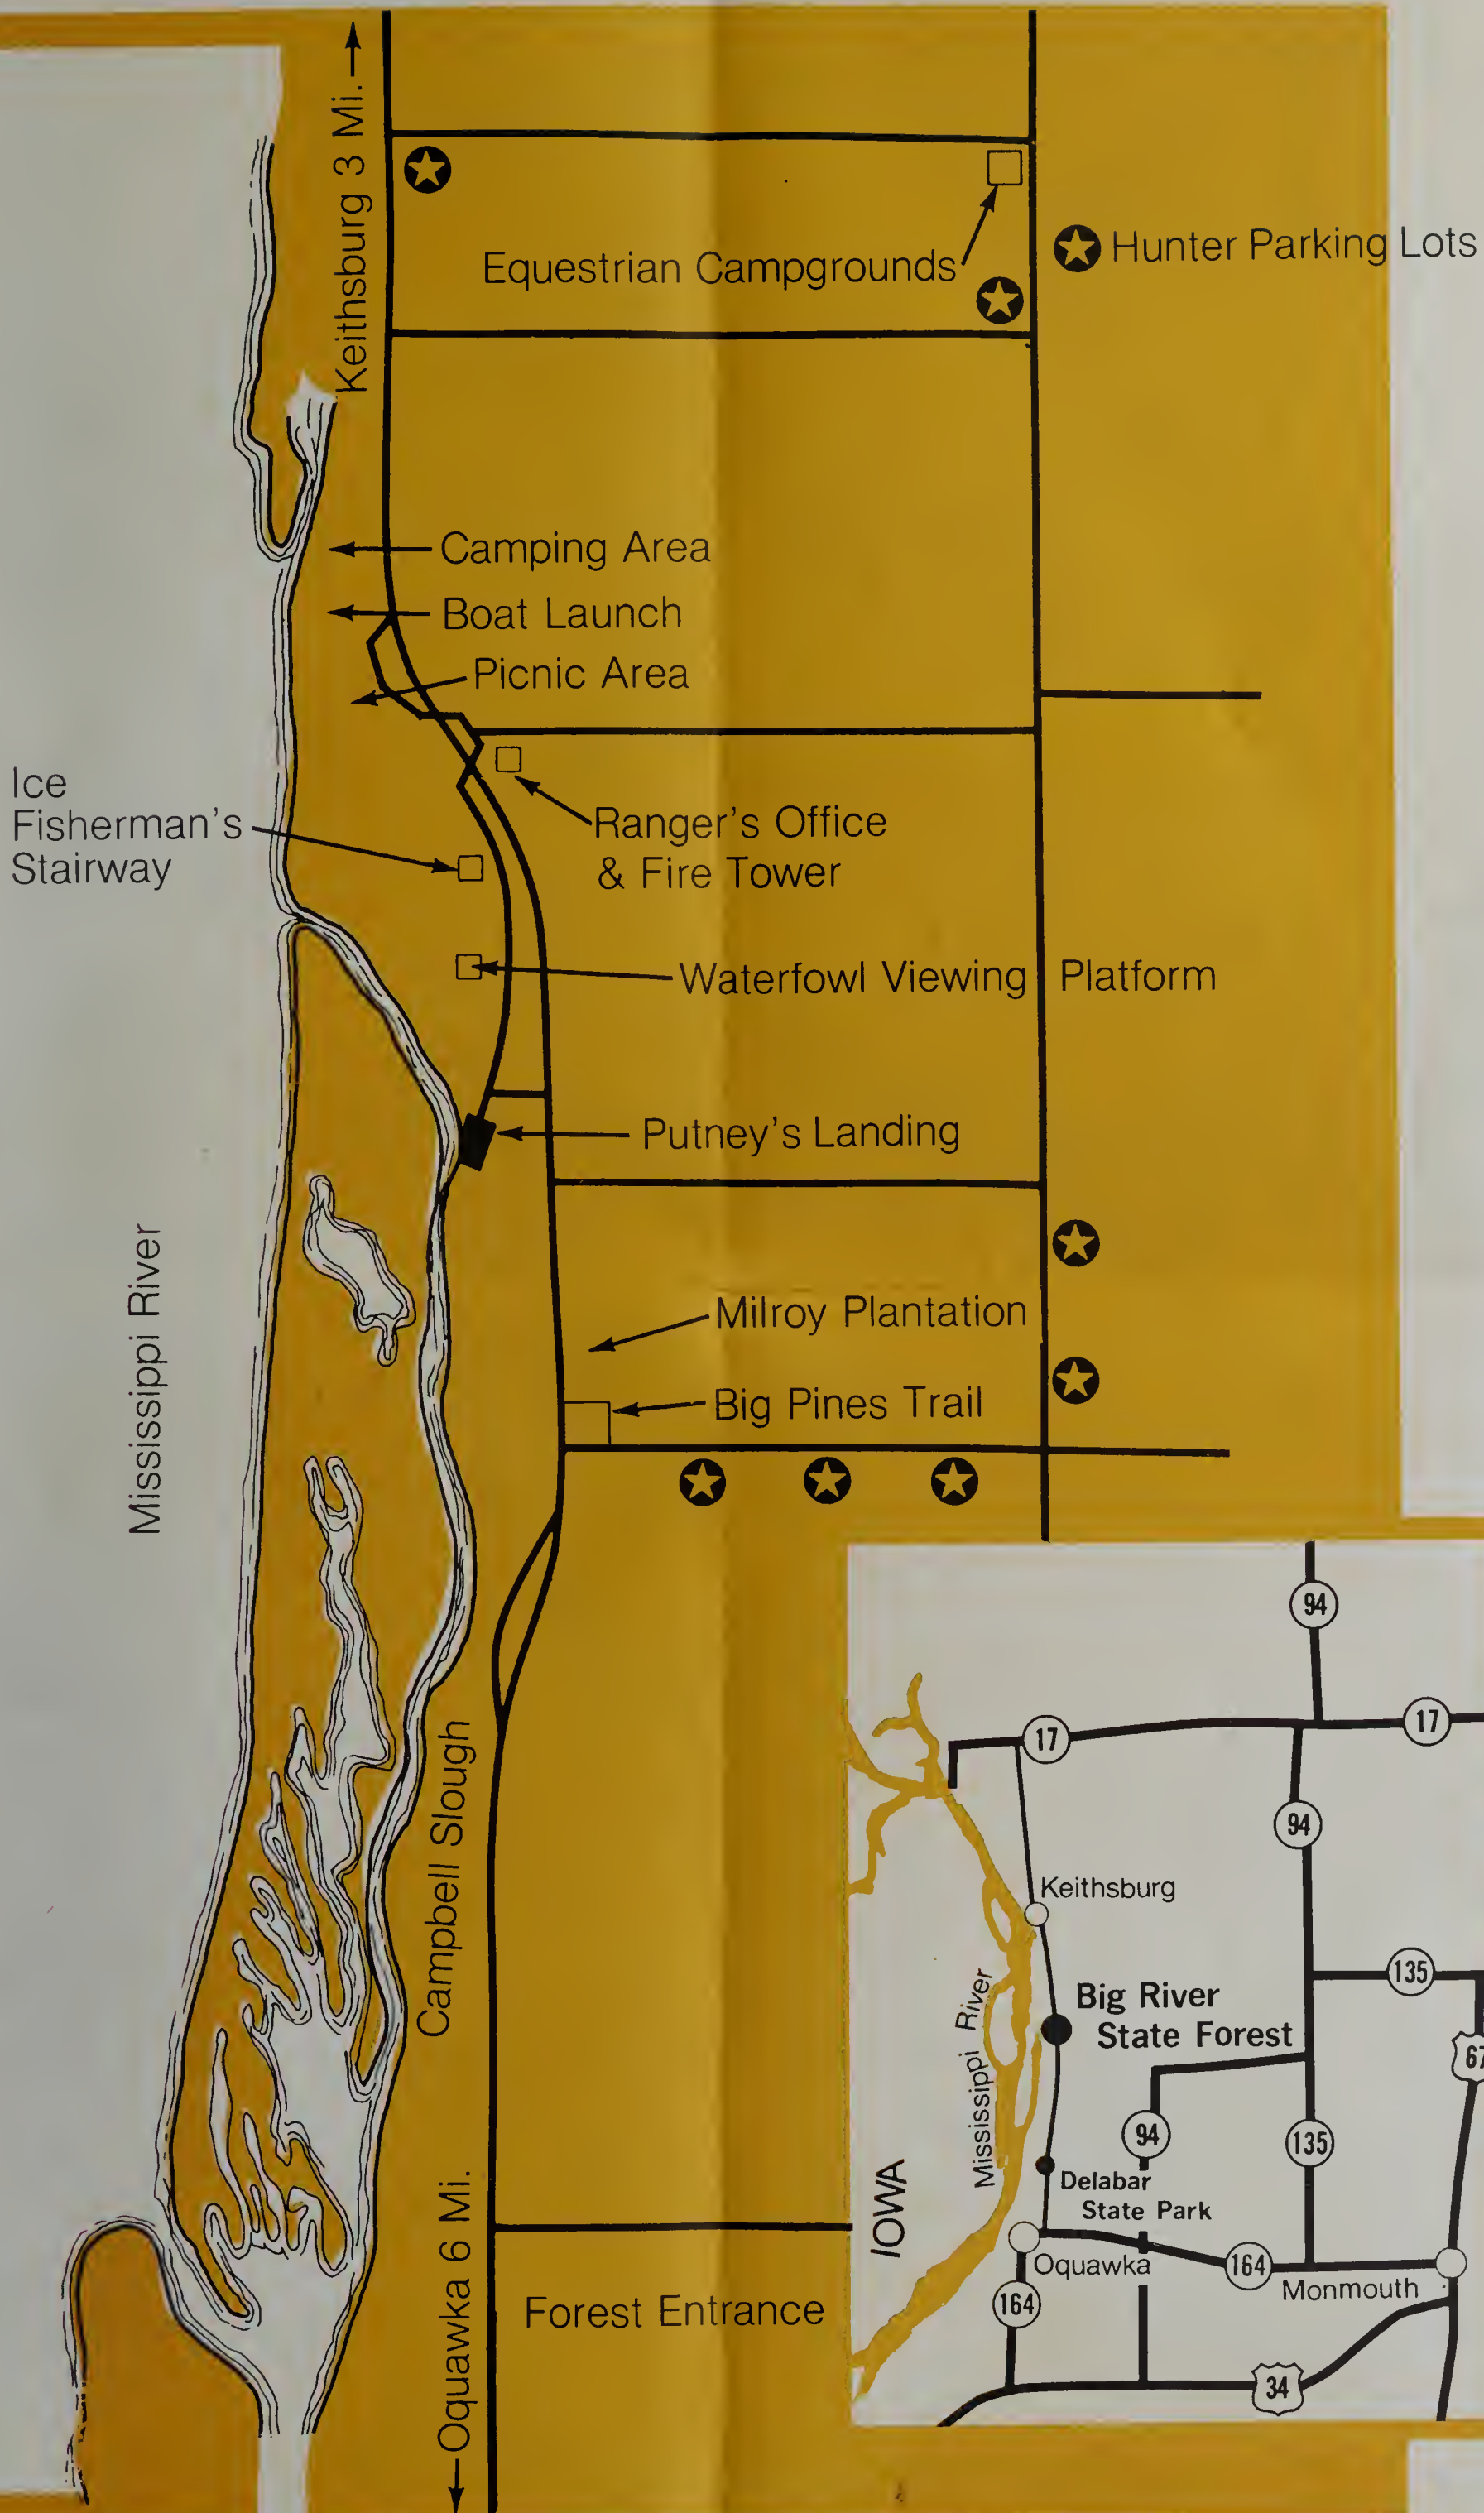 Keithsburg 3 Mi.
Equestrian Campgrounds
Hunter Parking Lots
Camping Area
Boat Launch
Picnic Area
Ice
Fisherman's
Stairway
Ranger's Office
& Fire Tower
Waterfowl Viewing Platform
Putney's Landing
Mississippi River
Milroy Plantation
Big Pines Trail
Campbell Slough
Oquawka 6 Mi.
Forest Entrance
94
17
17
94
Keithsburg
135
Big River
State Forest
67
Mississippi River
94
135
IOWA
Delabar
State Park
Oquawka
164
Monmouth
164
34